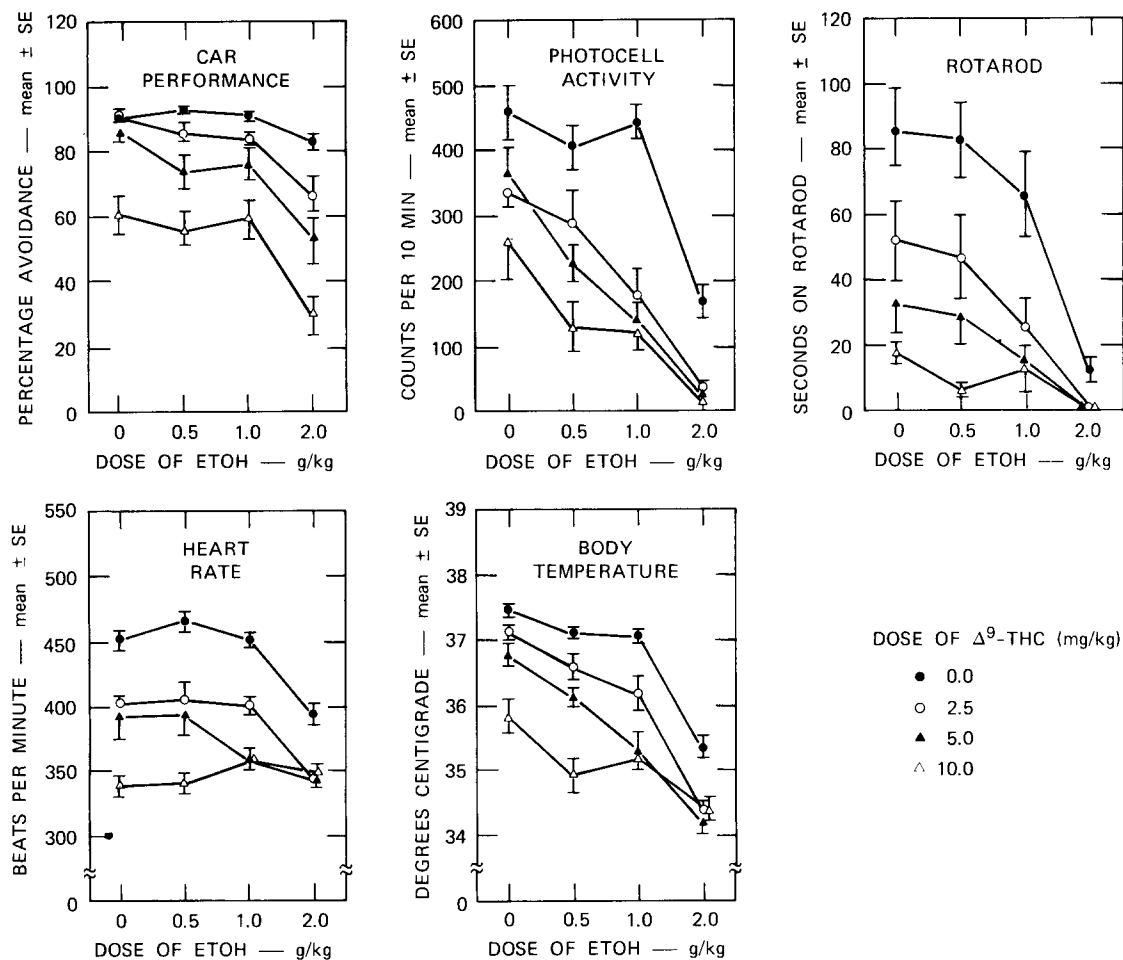 PERCENTAGE AVOIDANCE — mean ± SE
120
100
80
60
40
20
0
CAR
PERFORMANCE
0 0.5 1.0 2.0
DOSE OF ETOH — g/kg
COUNTS PER 10 MIN — mean ± SE
600
500
400
300
200
100
0
PHOTOCELL
ACTIVITY
0 0.5 1.0 2.0
DOSE OF ETOH — g/kg
SECONDS ON ROTAROD — mean ± SE
120
100
80
60
40
20
0
ROTAROD
0 0.5 1.0 2.0
DOSE OF ETOH — g/kg
BEATS PER MINUTE — mean ± SE
550
500
450
400
350
300
0
HEART
RATE
0 0.5 1.0 2.0
DOSE OF ETOH — g/kg
DEGREES CENTIGRADE — mean ± SE
39
38
37
36
35
34
0
BODY
TEMPERATURE
0 0.5 1.0 2.0
DOSE OF ETOH — g/kg
DOSE OF Δ⁹-THC (mg/kg)
● 0.0
○ 2.5
▲ 5.0
△ 10.0